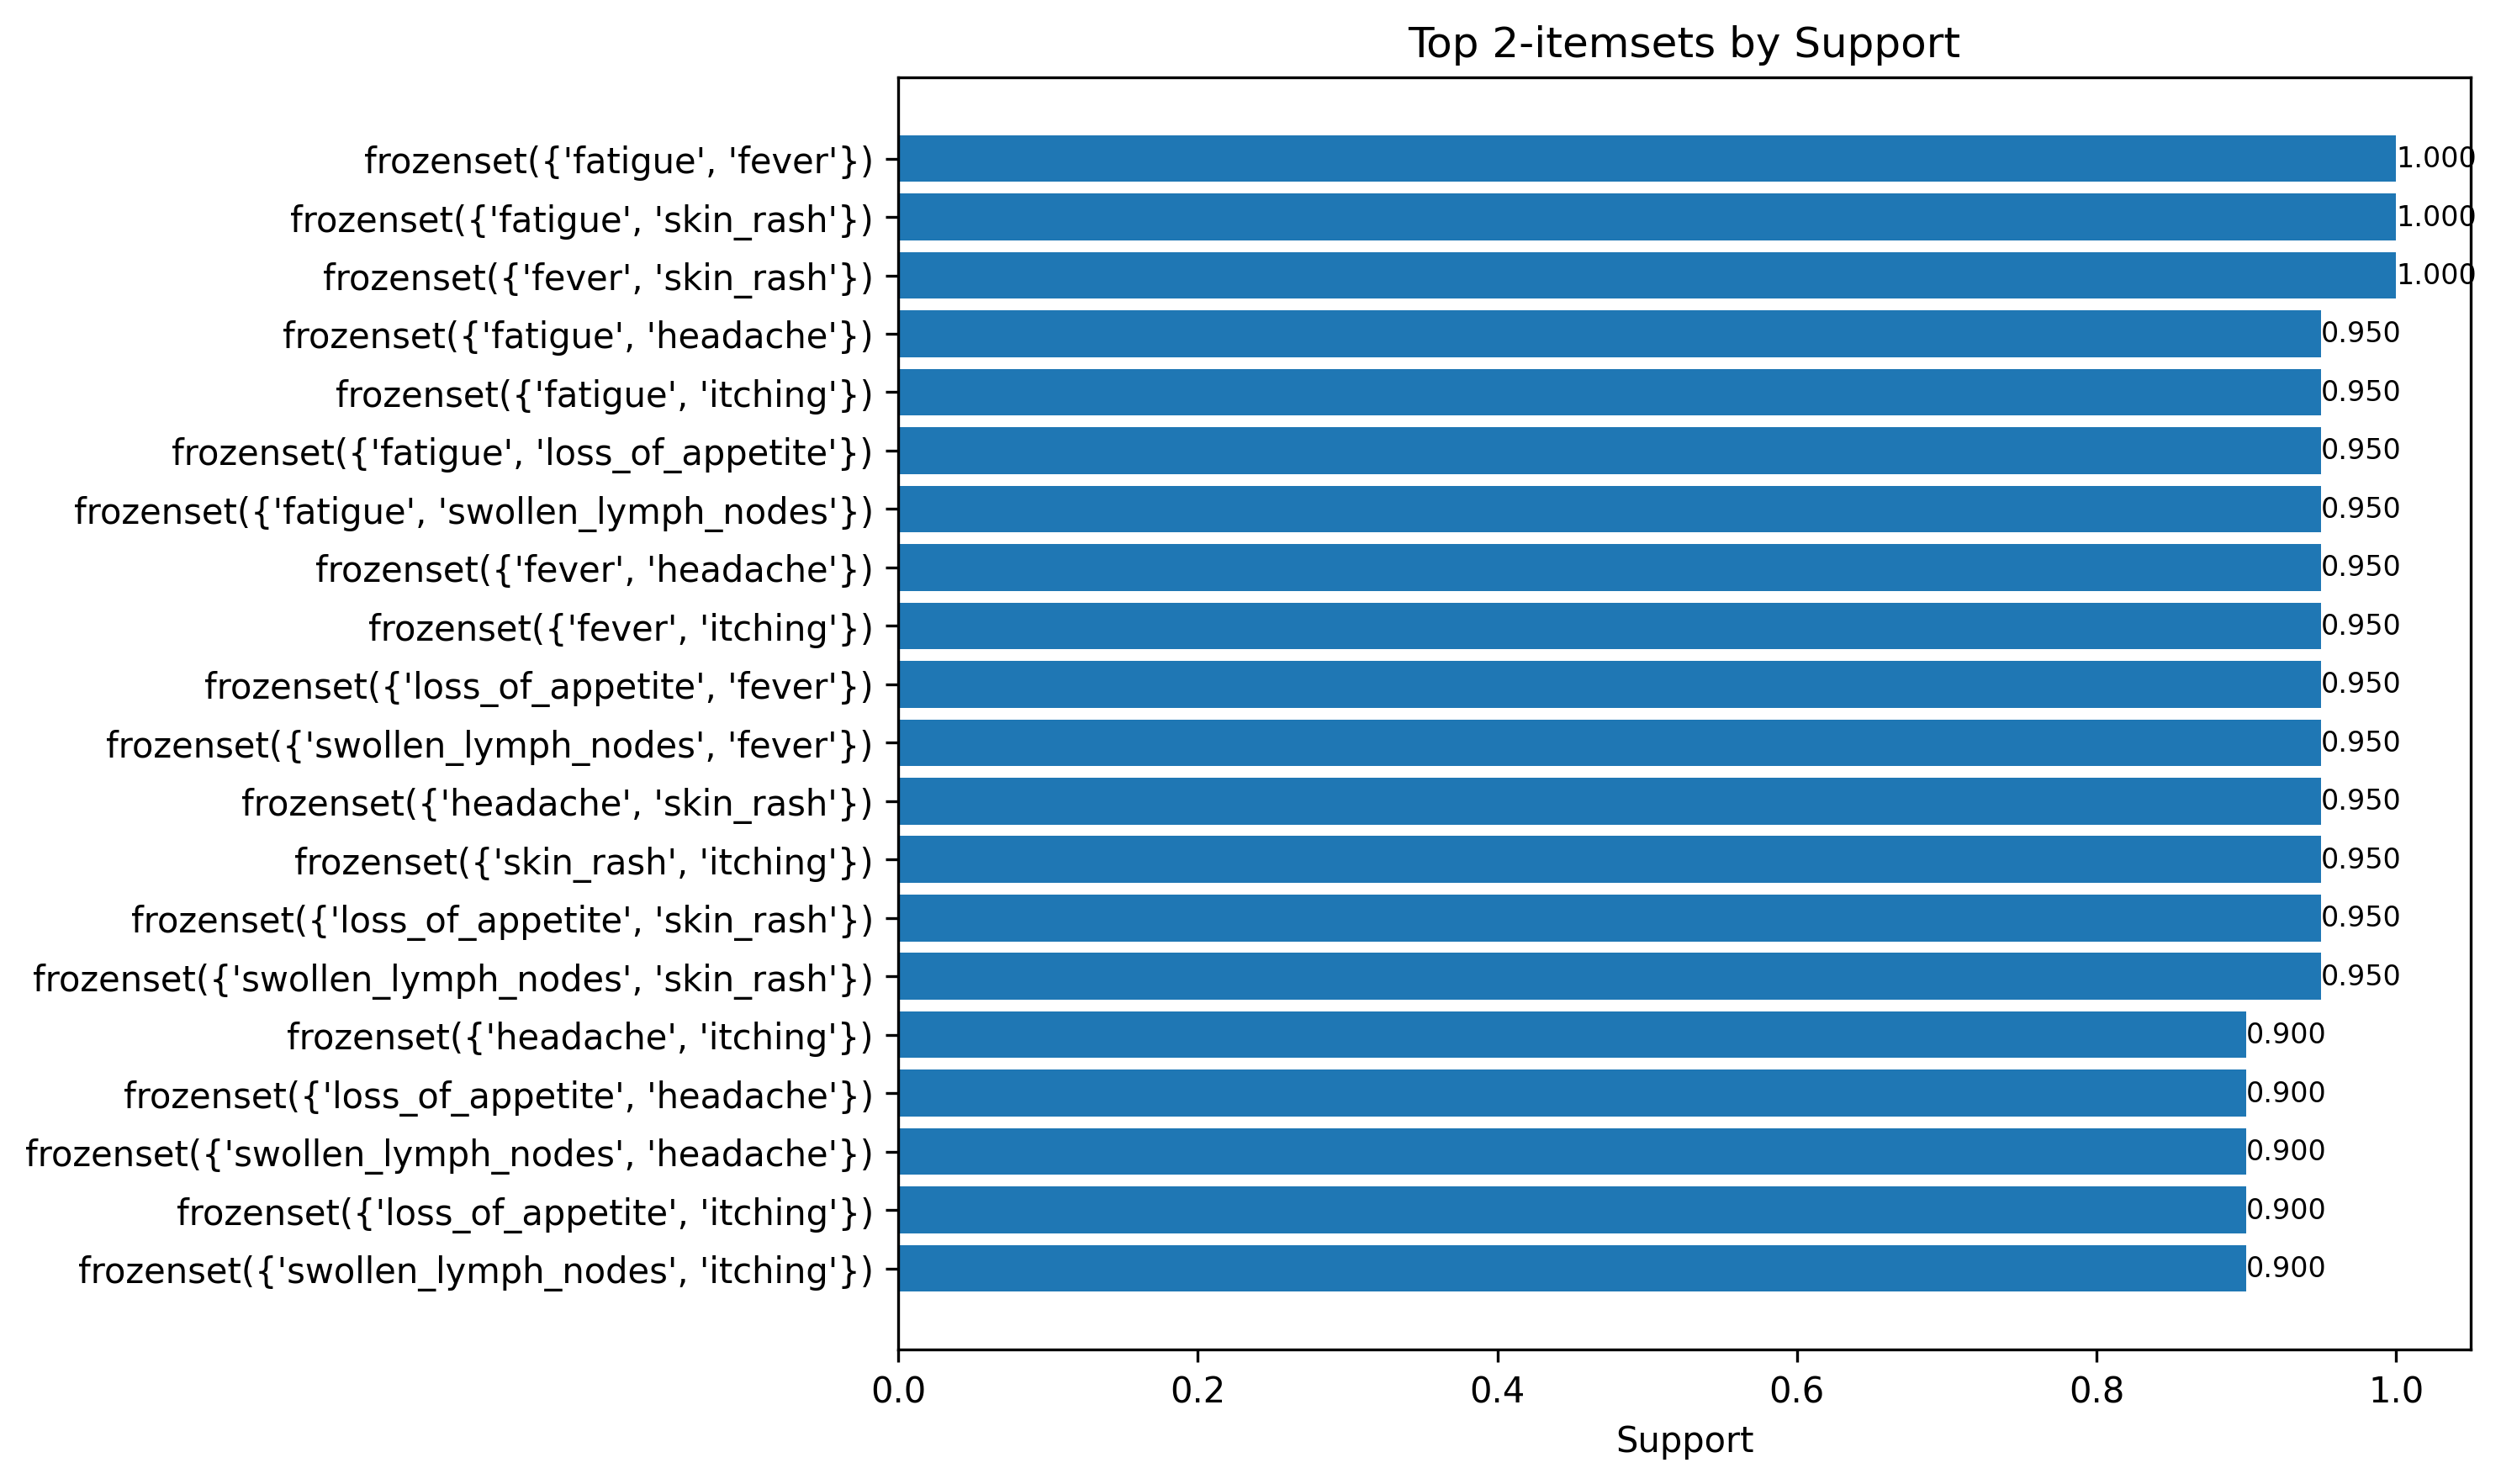 Top 2-itemsets by Support
frozenset({'fatigue', 'fever'})
1.000
frozenset({'fatigue', 'skin_rash'})
1.000
frozenset({'fever', 'skin_rash'})
1.000
frozenset({'fatigue', 'headache'})
0.950
frozenset({'fatigue', 'itching'})
0.950
frozenset({'fatigue', 'loss_of_appetite'})
0.950
frozenset({'fatigue', 'swollen_lymph_nodes'})
0.950
frozenset({'fever', 'headache'})
0.950
frozenset({'fever', 'itching'})
0.950
frozenset({'loss_of_appetite', 'fever'})
0.950
frozenset({'swollen_lymph_nodes', 'fever'})
0.950
frozenset({'headache', 'skin_rash'})
0.950
frozenset({'skin_rash', 'itching'})
0.950
frozenset({'loss_of_appetite', 'skin_rash'})
0.950
frozenset({'swollen_lymph_nodes', 'skin_rash'})
0.950
frozenset({'headache', 'itching'})
0.900
frozenset({'loss_of_appetite', 'headache'})
0.900
frozenset({'swollen_lymph_nodes', 'headache'})
0.900
frozenset({'loss_of_appetite', 'itching'})
0.900
frozenset({'swollen_lymph_nodes', 'itching'})
0.900
0.0 0.2 0.4 0.6 0.8 1.0
Support